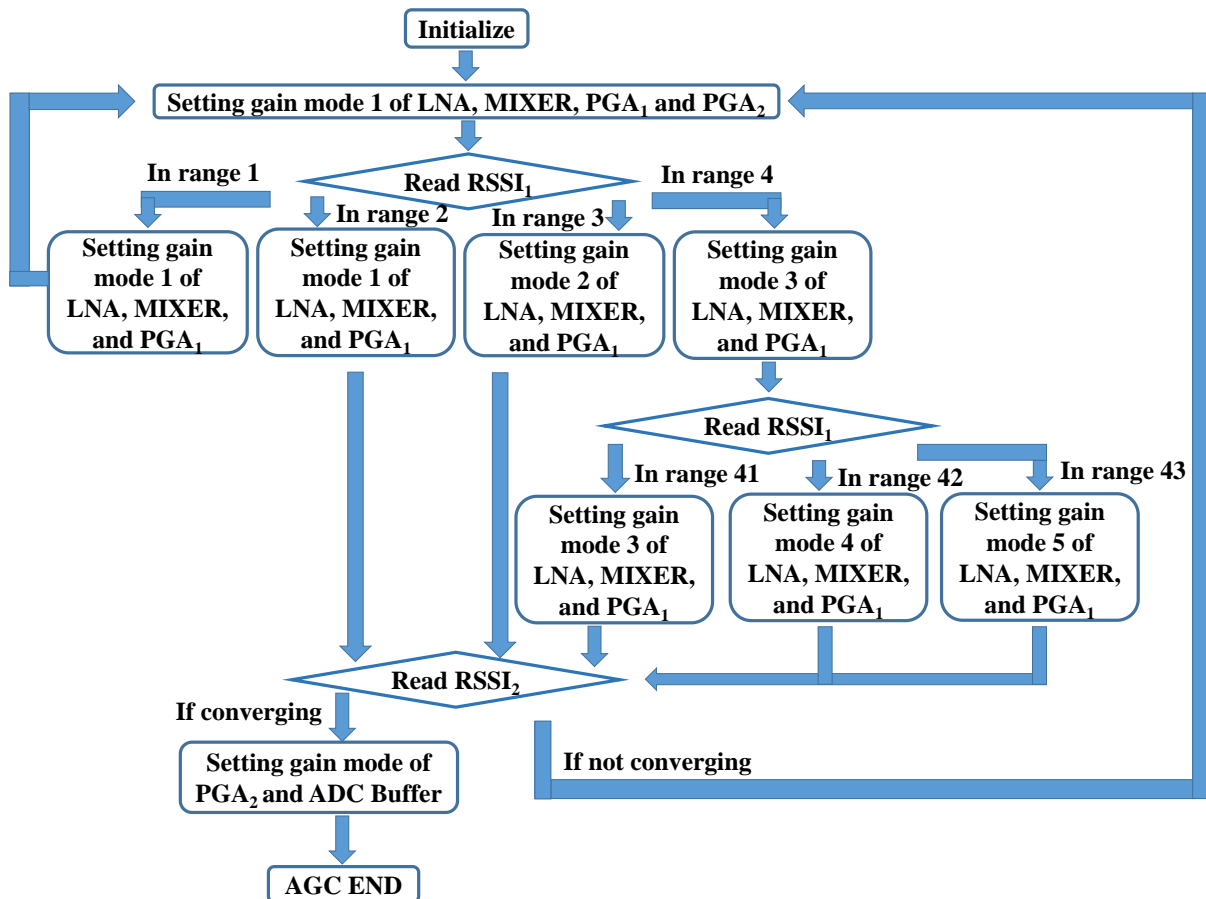 Initialize
Setting gain mode 1 of LNA, MIXER, PGA₁ and PGA₂
Read RSSI₁
In range 1
In range 2
In range 3
In range 4
Setting gain
mode 1 of
LNA, MIXER,
and PGA₁
Setting gain
mode 1 of
LNA, MIXER,
and PGA₁
Setting gain
mode 2 of
LNA, MIXER,
and PGA₁
Setting gain
mode 3 of
LNA, MIXER,
and PGA₁
Read RSSI₁
In range 41
In range 42
In range 43
Setting gain
mode 3 of
LNA, MIXER,
and PGA₁
Setting gain
mode 4 of
LNA, MIXER,
and PGA₁
Setting gain
mode 5 of
LNA, MIXER,
and PGA₁
Read RSSI₂
If converging
If not converging
Setting gain mode of
PGA₂ and ADC Buffer
AGC END